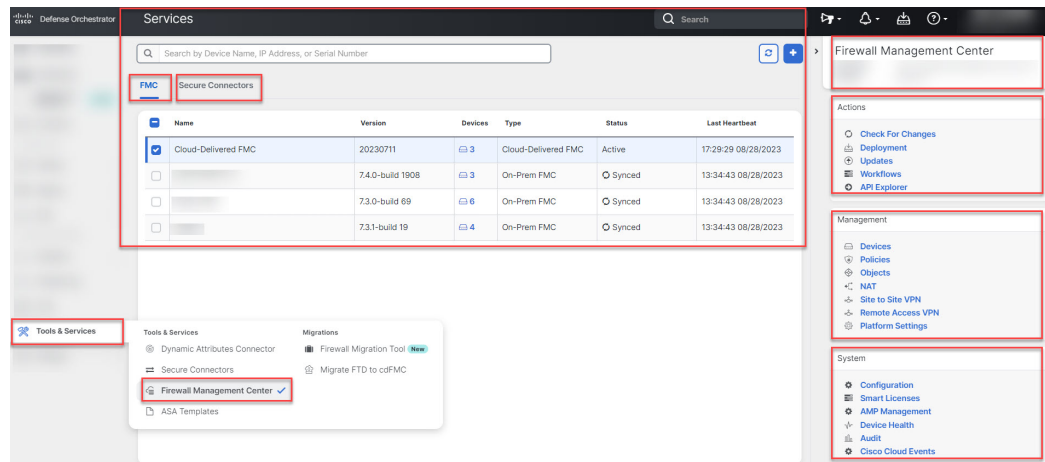 cisco Defense Orchestrator
Services
Search
Search by Device Name, IP Address, or Serial Number
FMC Secure Connectors
Name Version Devices Type Status Last Heartbeat
Cloud-Delivered FMC 20230711 3 Cloud-Delivered FMC Active 17:29:29 08/28/2023
7.4.0-build 1908 3 On-Prem FMC Synced 13:34:43 08/28/2023
7.3.0-build 69 6 On-Prem FMC Synced 13:34:43 08/28/2023
7.3.1-build 19 4 On-Prem FMC Synced 13:34:43 08/28/2023
Tools & Services
Tools & Services
Dynamic Attributes Connector
Secure Connectors
Firewall Management Center
ASA Templates
Migrations
Firewall Migration Tool New
Migrate FTD to cdFMC
Firewall Management Center
Actions
Check For Changes
Deployment
Updates
Workflows
API Explorer
Management
Devices
Policies
Objects
NAT
Site to Site VPN
Remote Access VPN
Platform Settings
System
Configuration
Smart Licenses
AMP Management
Device Health
Audit
Cisco Cloud Events